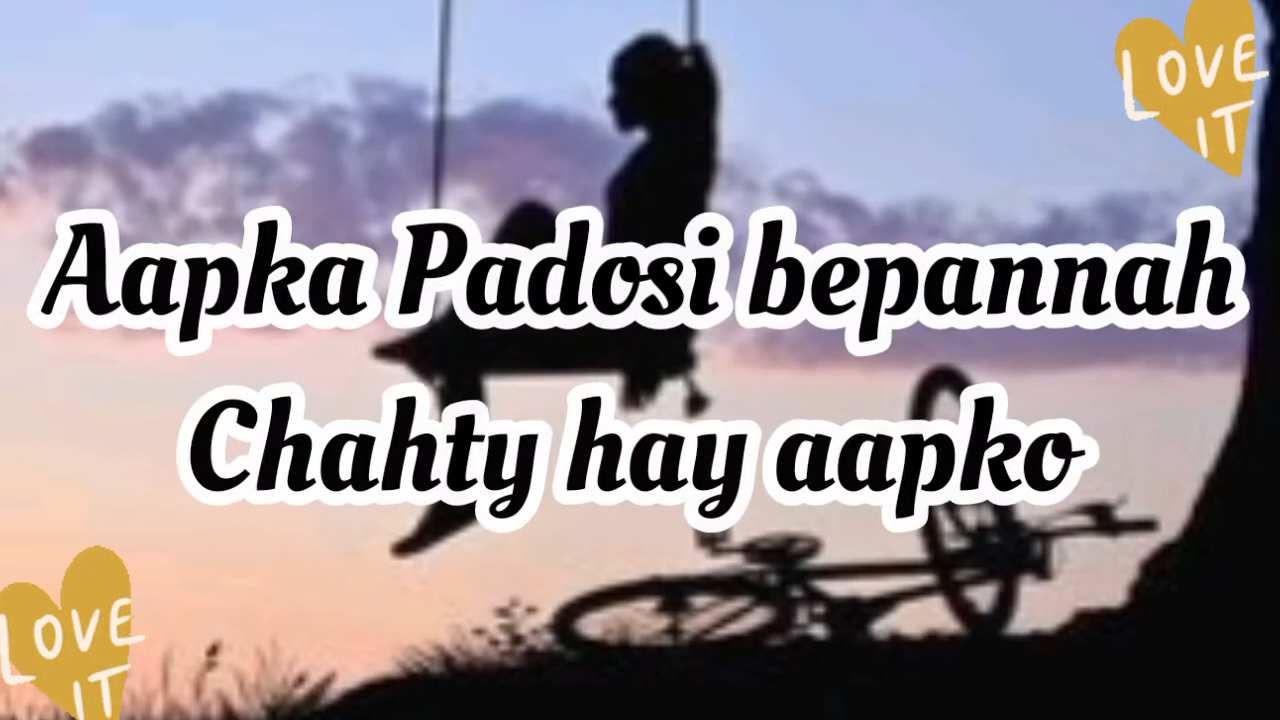 LOVE
IT
Aapka Padosi bepannah
Chahty hay aapko
LOVE
IT